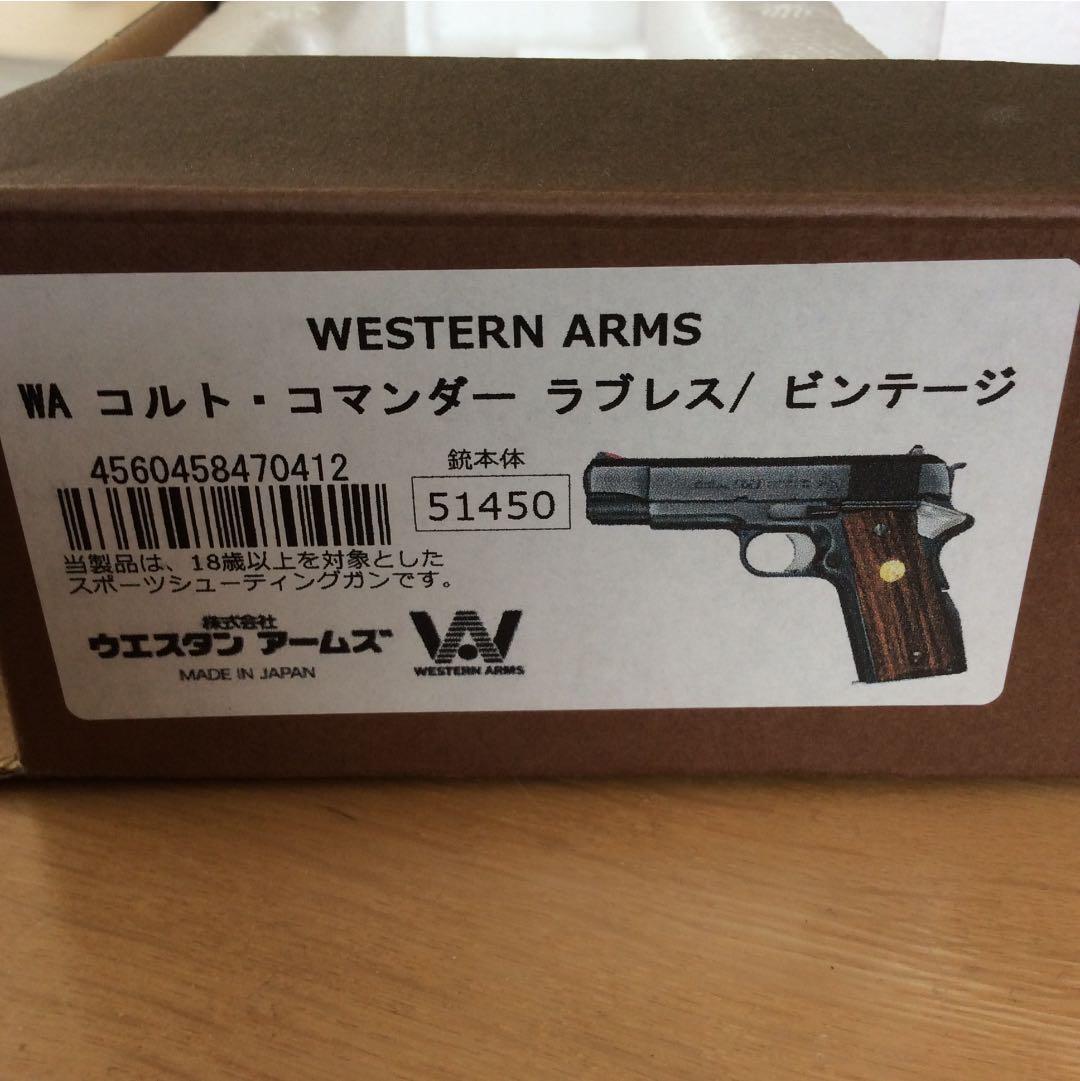 WESTERN ARMS
WA コルト・コマンダー ラブレス/ ビンテージ
4560458470412
銃本体
51450
当製品は、18歳以上を対象とした
スポーツシューティングガンです。
株式会社
ウエスタン アームズ
MADE IN JAPAN
WA
WESTERN ARMS